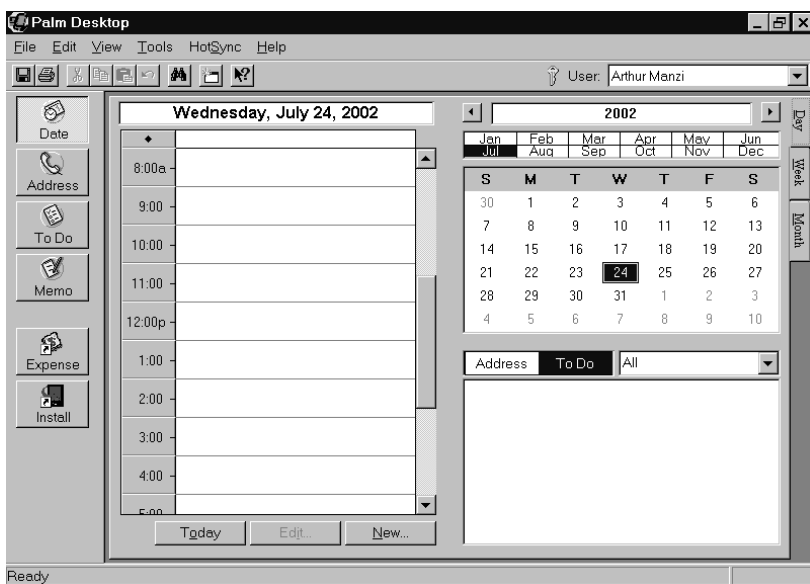 Palm Desktop
File Edit View Tools HotSync Help
User: Arthur Manzi
Date
Address
To Do
Memo
Expense
Install
Wednesday, July 24, 2002
8:00a
9:00
10:00
11:00
12:00p
1:00
2:00
3:00
4:00
5:00
Today Edit... New...
2002
Jan Feb Mar Apr May Jun
Jul Aug Sep Oct Nov Dec
S M T W T F S
30 1 2 3 4 5 6
7 8 9 10 11 12 13
14 15 16 17 18 19 20
21 22 23 24 25 26 27
28 29 30 31 1 2 3
4 5 6 7 8 9 10
Address To Do All
Day
Week
Month
Ready